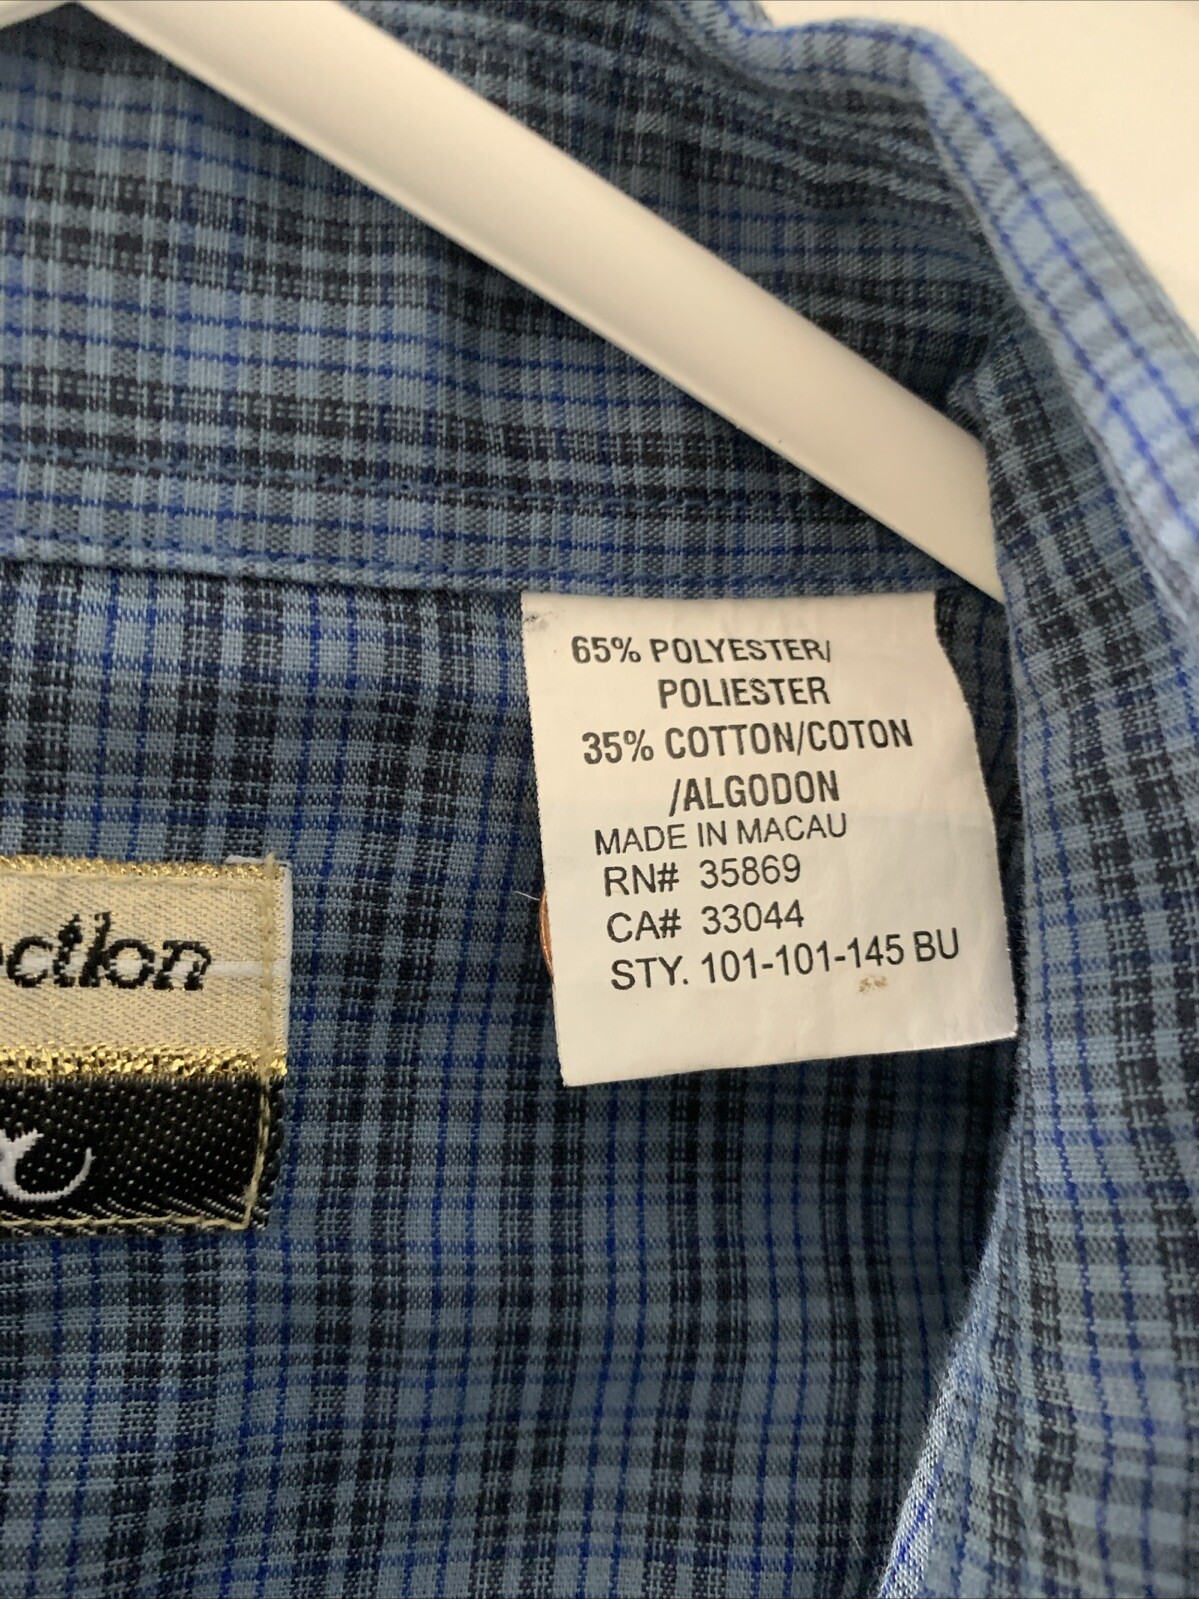 65% POLYESTER/
POLIESTER
35% COTTON/COTON
/ALGODON
MADE IN MACAU
RN# 35869
CA# 33044
STY. 101-101-145 BU
ction